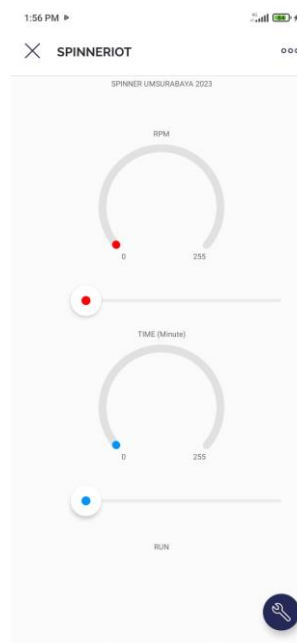 1:56 PM
SPINNERIOT
SPINNER UMSURABAYA 2023
RPM
0 255
TIME (Minute)
0 255
RUN